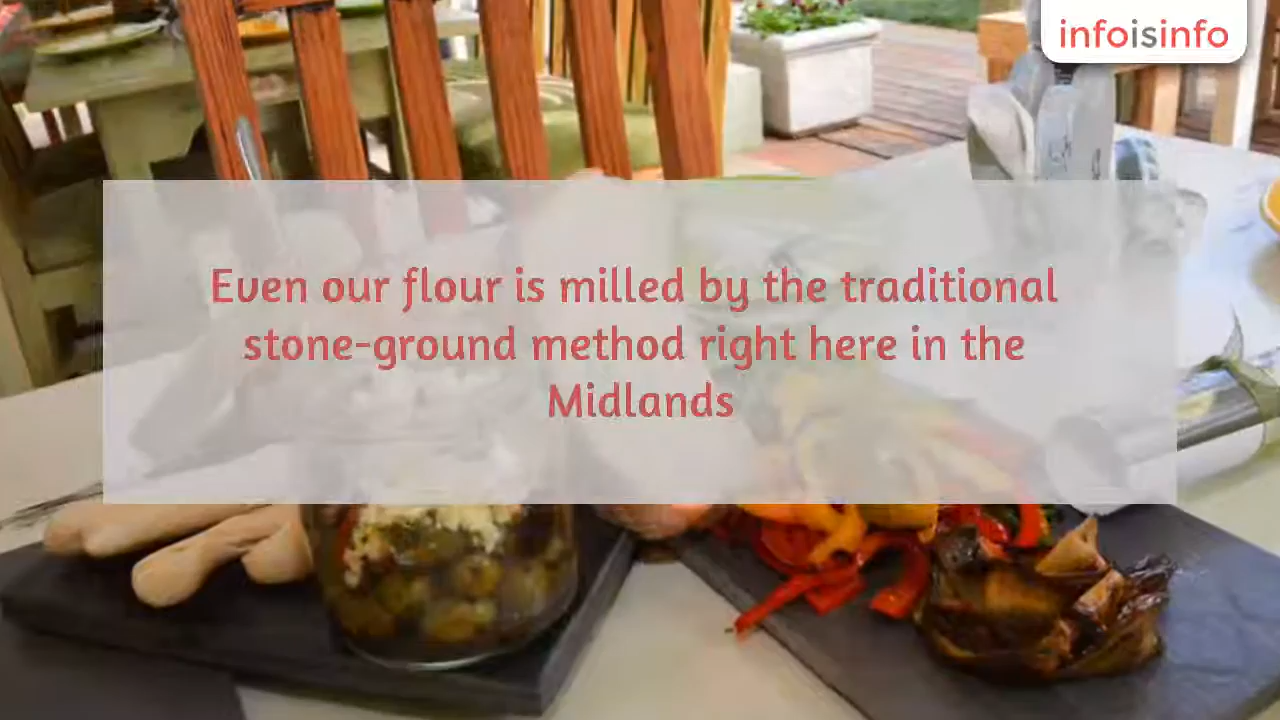 infoisinfo
Even our flour is milled by the traditional
stone-ground method right here in the
Midlands